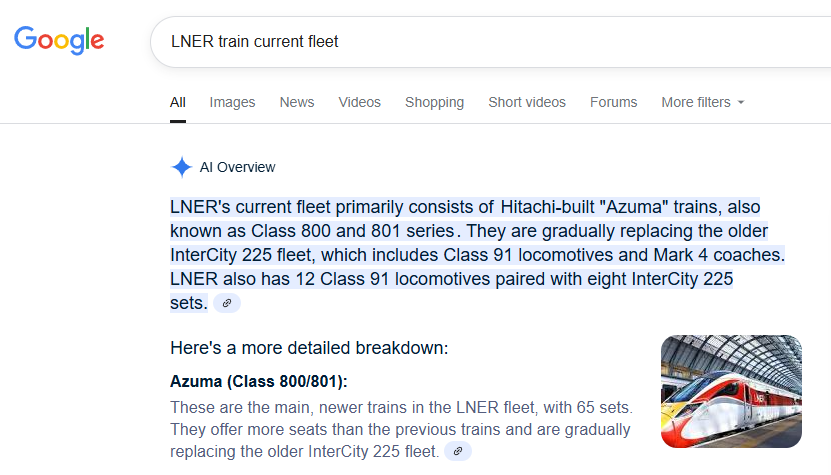 Google
LNER train current fleet
All Images News Videos Shopping Short videos Forums More filters
AI Overview
LNER's current fleet primarily consists of Hitachi-built "Azuma" trains, also
known as Class 800 and 801 series. They are gradually replacing the older
InterCity 225 fleet, which includes Class 91 locomotives and Mark 4 coaches.
LNER also has 12 Class 91 locomotives paired with eight InterCity 225
sets.
Here's a more detailed breakdown:
Azuma (Class 800/801):
These are the main, newer trains in the LNER fleet, with 65 sets.
They offer more seats than the previous trains and are gradually
replacing the older InterCity 225 fleet.
LNER